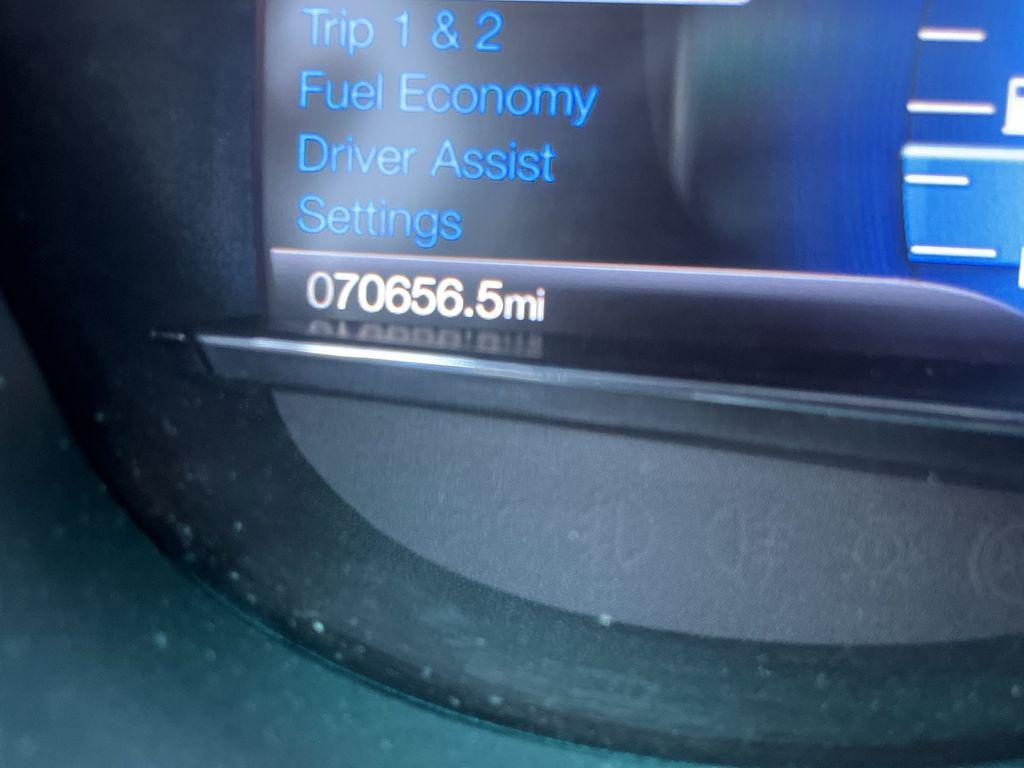 Trip 1 & 2
Fuel Economy
Driver Assist
Settings
070656.5mi